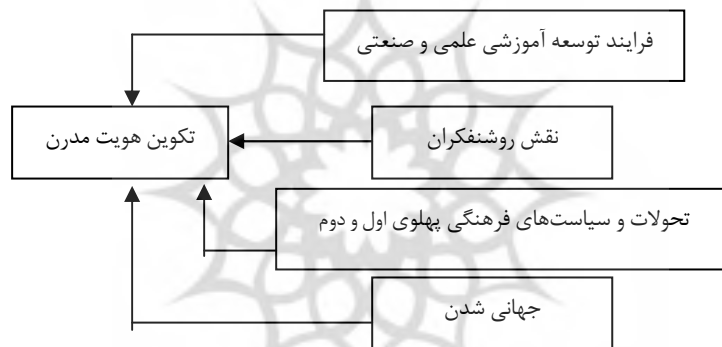 فرایند توسعه آموزشی علمی و صنعتی
تکوین هویت مدرن
نقش روشنفکران
تحولات و سیاست‌های فرهنگی پهلوی اول و دوم
جهانی شدن